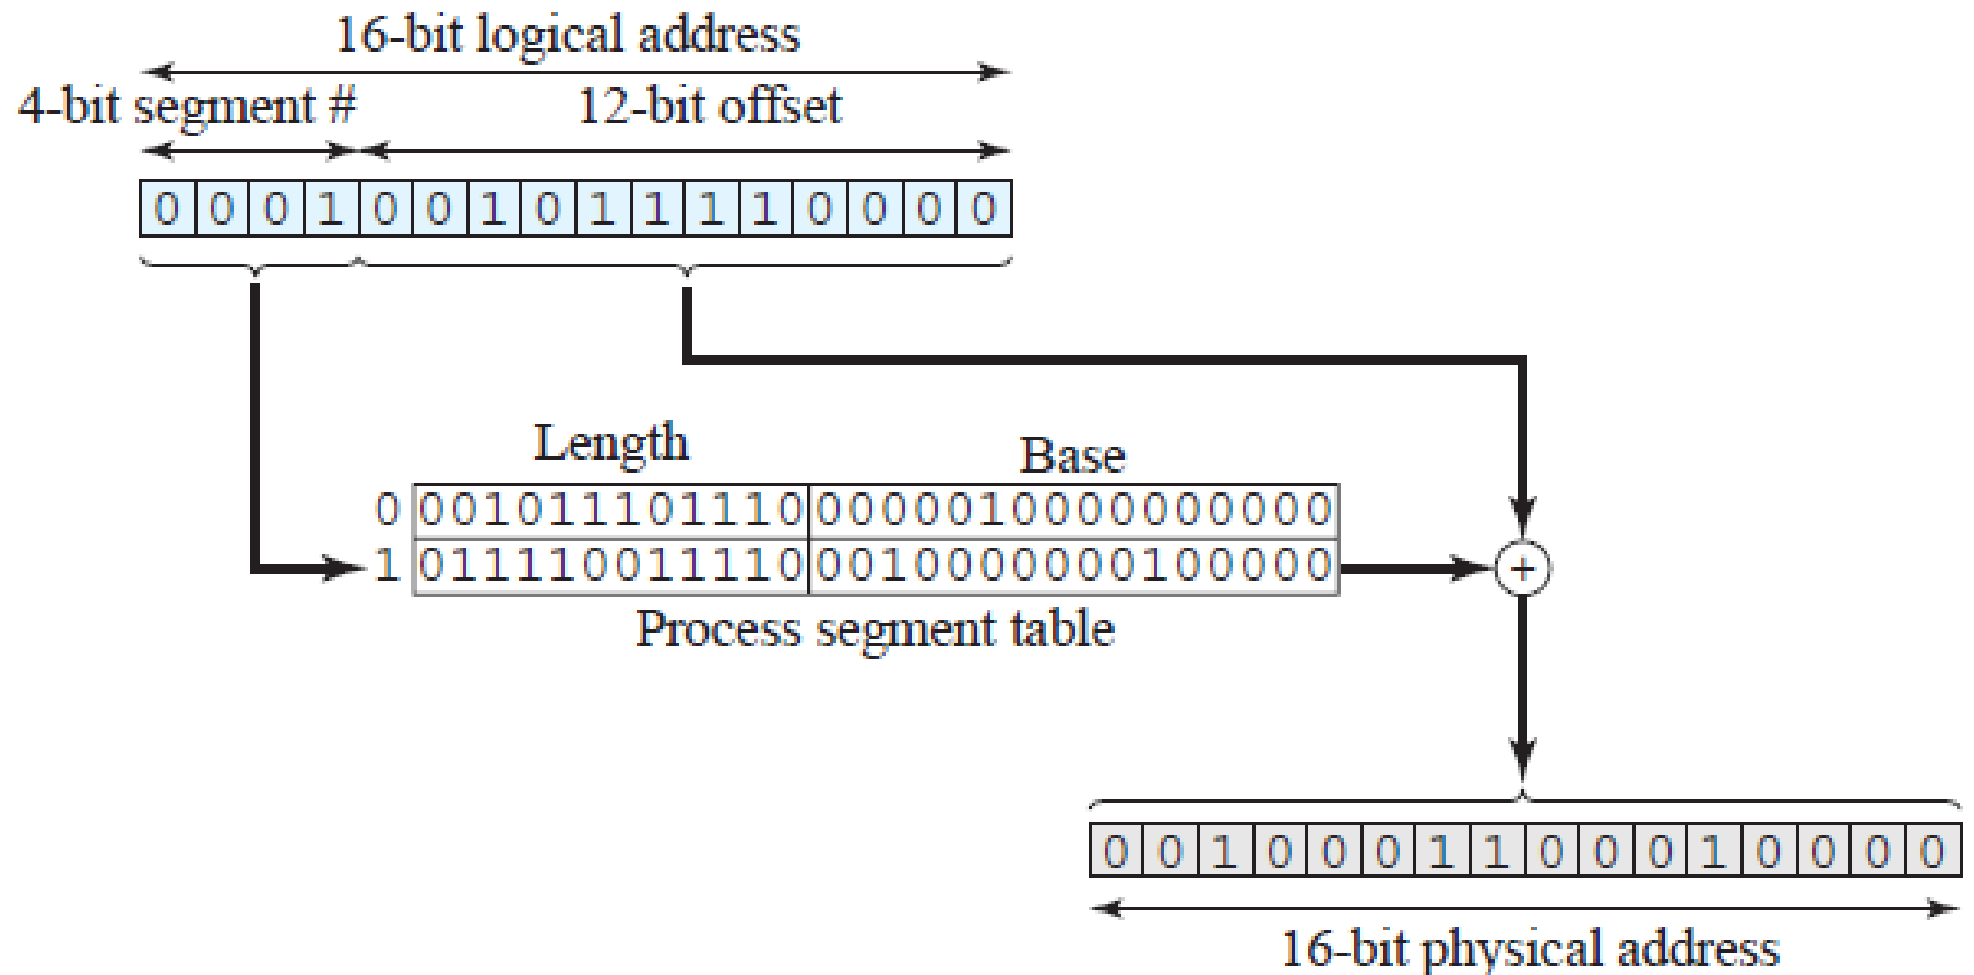 16-bit logical address
4-bit segment # 12-bit offset
0 0 0 1 0 0 1 0 1 1 1 1 0 0 0 0
Length Base
0 001011101110 0000010000000000
1 011110011110 0010000000100000
+
Process segment table
0 0 1 0 0 0 1 1 0 0 0 1 0 0 0 0
16-bit physical address